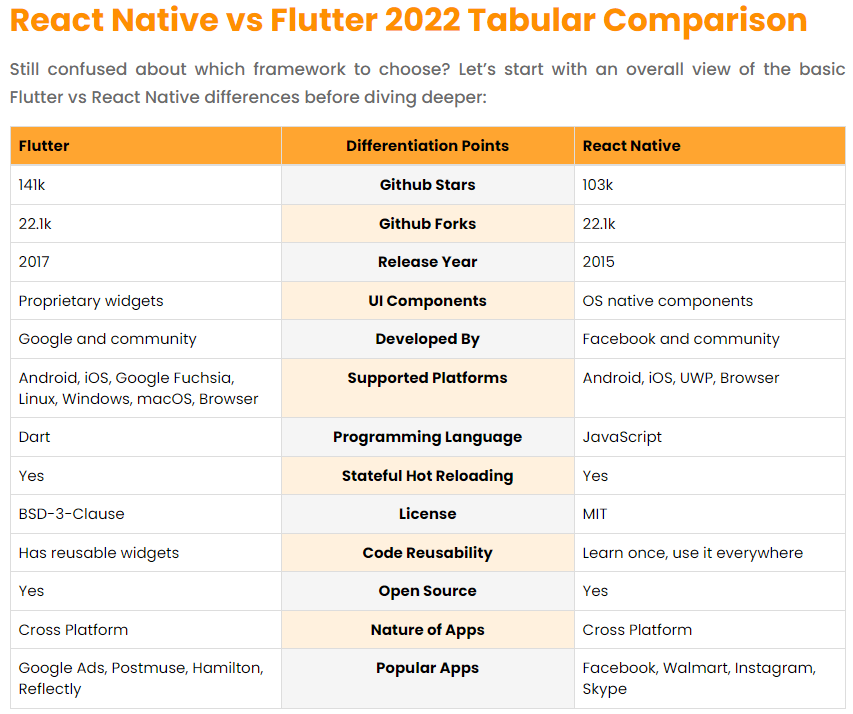 React Native vs Flutter 2022 Tabular Comparison
Still confused about which framework to choose? Let's start with an overall view of the basic
Flutter vs React Native differences before diving deeper:
Flutter Differentiation Points React Native
141k Github Stars 103k
22.1k Github Forks 22.1k
2017 Release Year 2015
Proprietary widgets UI Components OS native components
Google and community Developed By Facebook and community
Android, iOS, Google Fuchsia, Supported Platforms Android, iOS, UWP, Browser
Linux, Windows, macOS, Browser
Dart Programming Language JavaScript
Yes Stateful Hot Reloading Yes
BSD-3-Clause License MIT
Has reusable widgets Code Reusability Learn once, use it everywhere
Yes Open Source Yes
Cross Platform Nature of Apps Cross Platform
Google Ads, Postmuse, Hamilton, Popular Apps Facebook, Walmart, Instagram,
Reflectly Skype